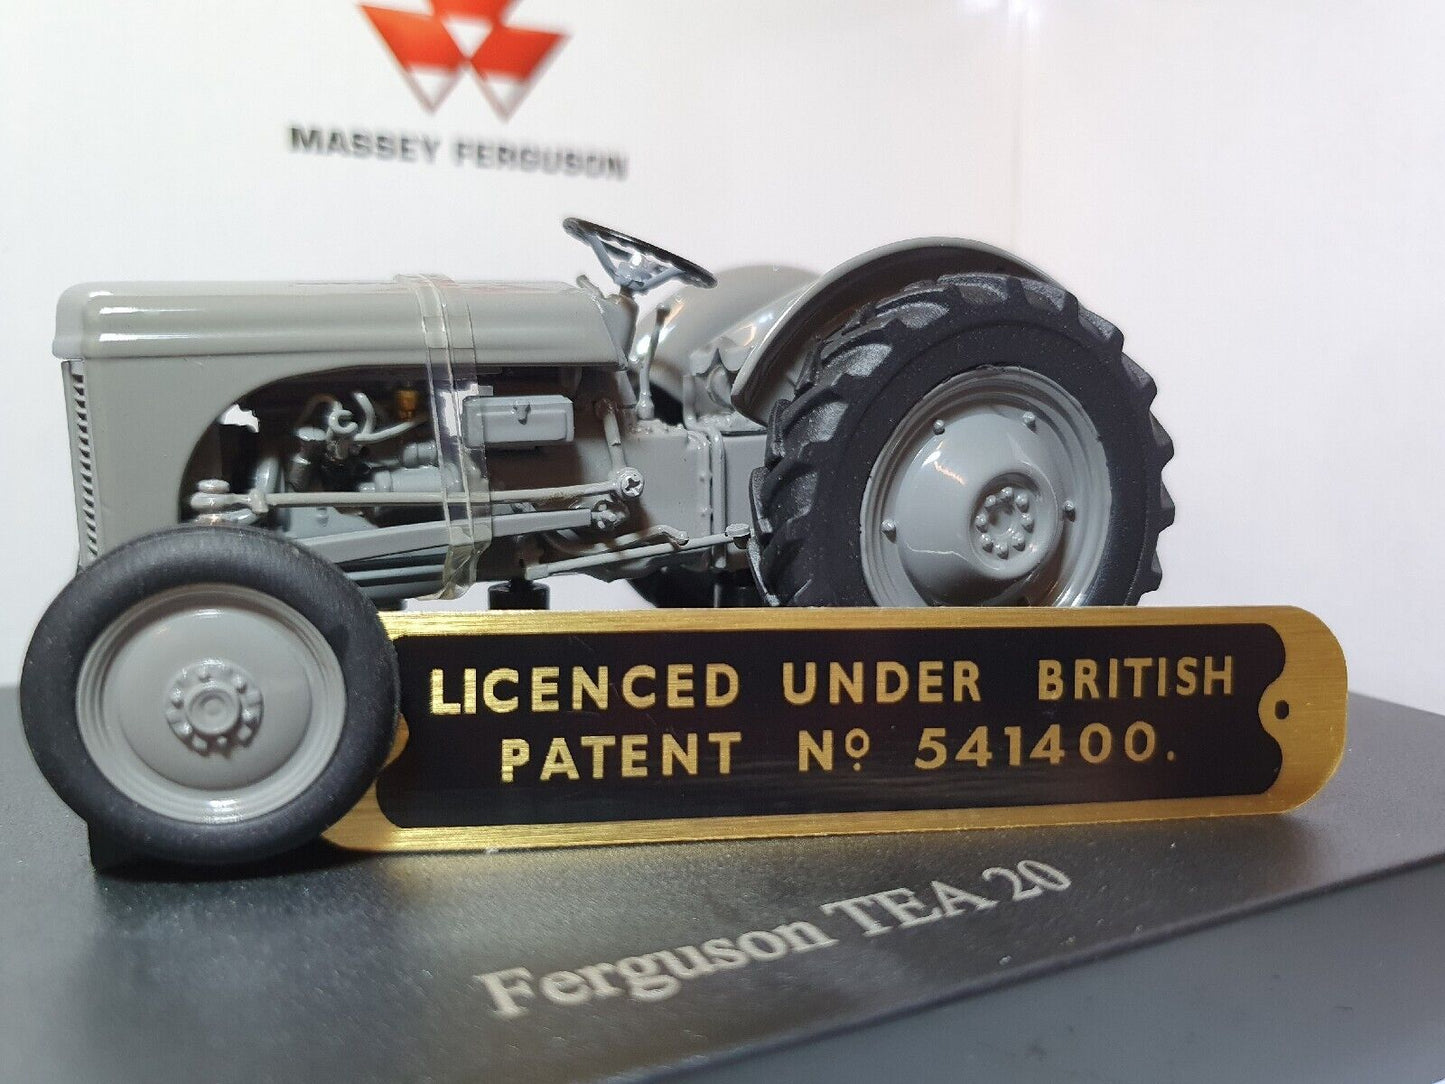 MASSEY FERGUSON
LICENCED UNDER BRITISH
PATENT Nº 541400.
Ferguson TEA 20